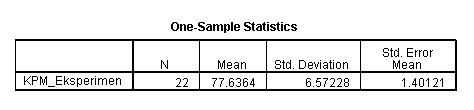 One-Sample Statistics
N Mean Std. Deviation Std. Error Mean
KPM_Eksperimen 22 77.6364 6.57228 1.40121